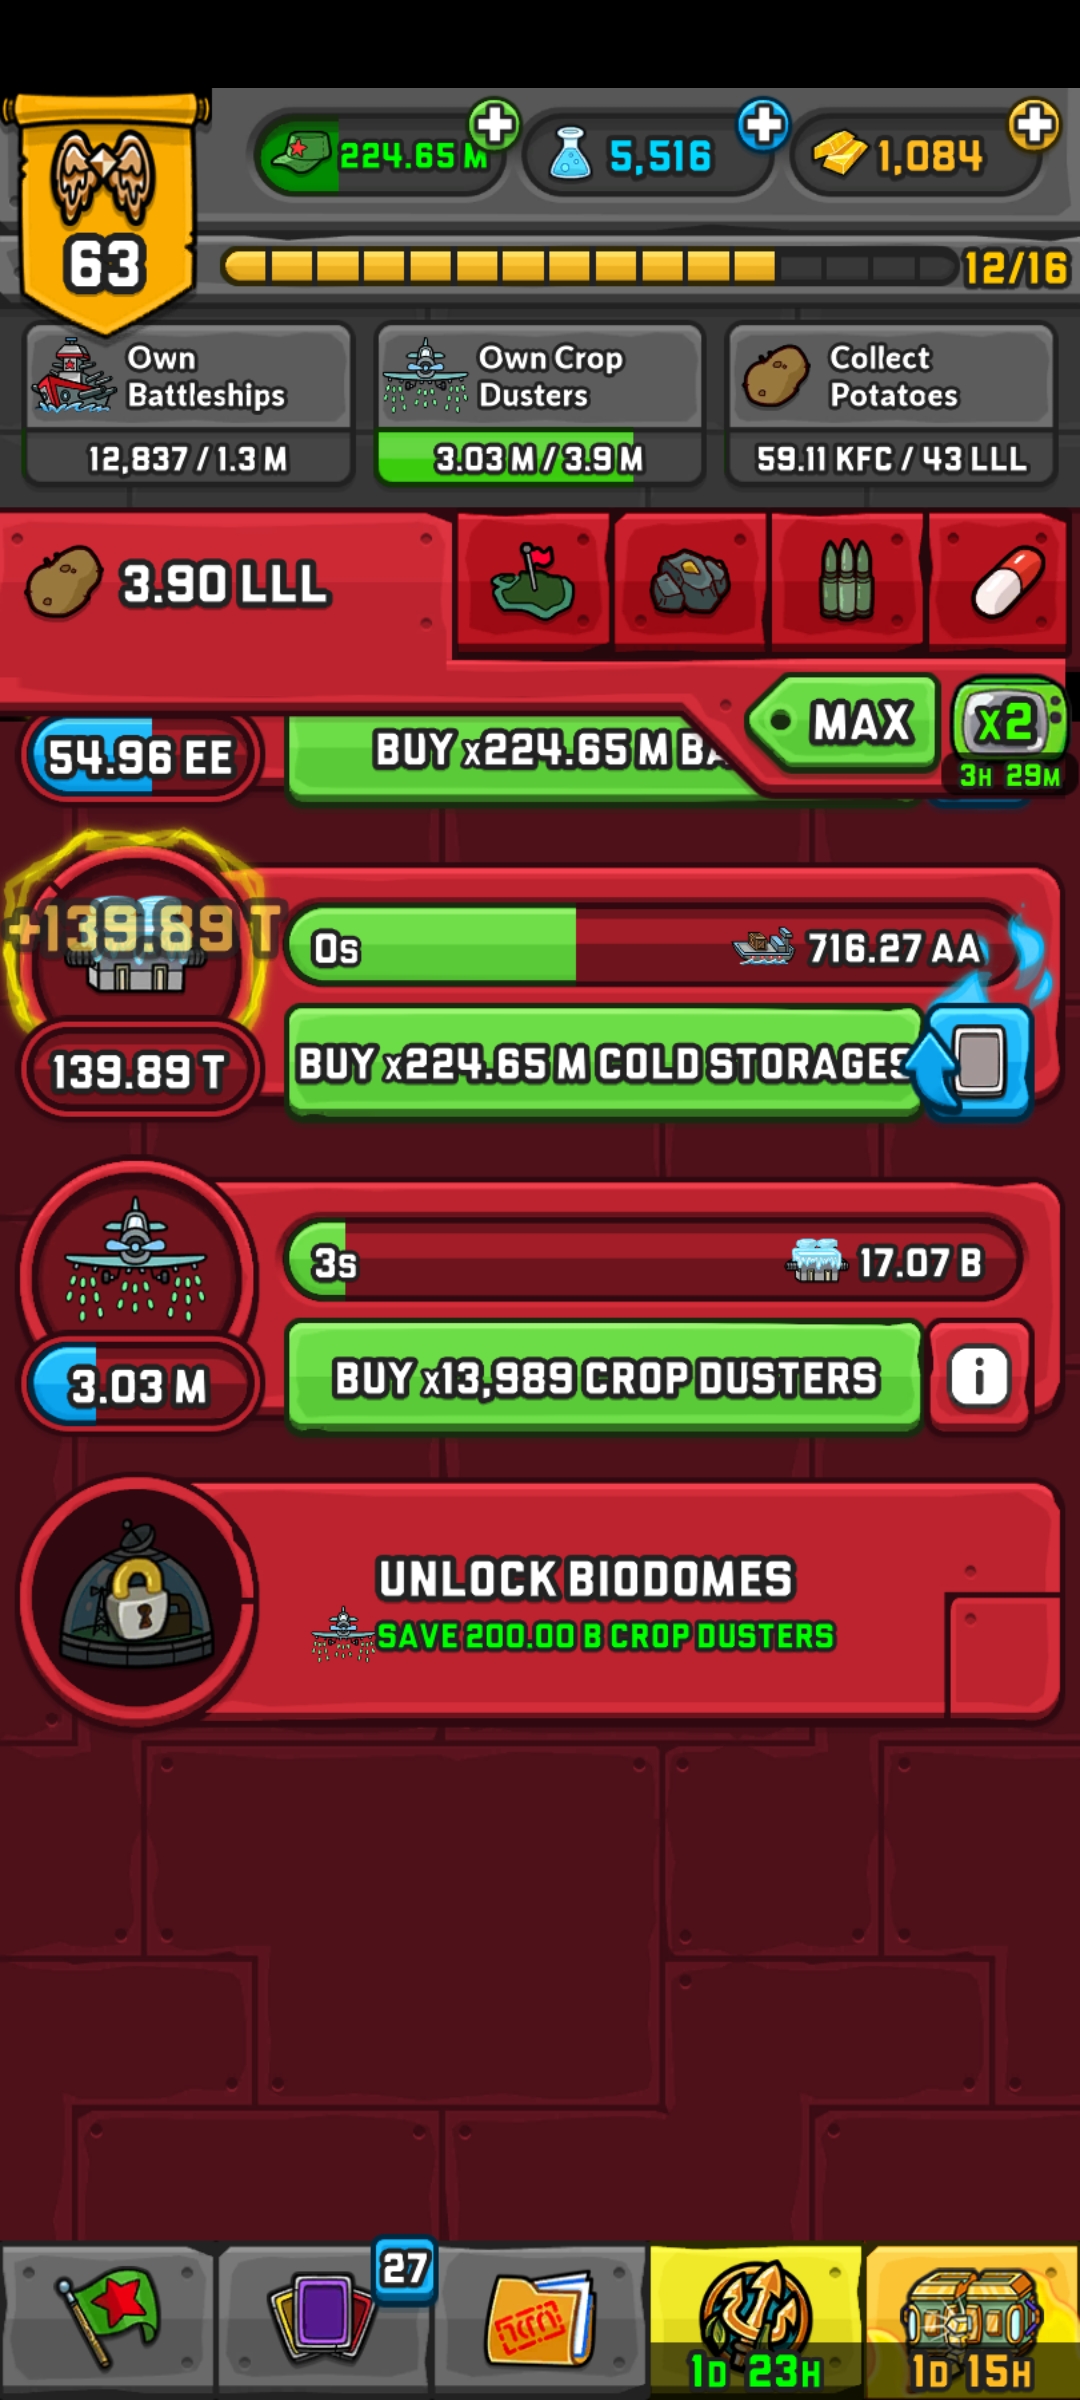 224.65 M
5,516
1,084
63
12/16
Own
Battleships
12,837 / 1.3 M
Own Crop
Dusters
3.03 M / 3.9 M
Collect
Potatoes
59.11 KFC / 43 LLL
3.90 LLL
MAX
x2
3H 29M
54.96 EE
BUY x224.65 M BA
+139.89 T
0s
716.27 AA
139.89 T
BUY x224.65 M COLD STORAGES
3s
17.07 B
3.03 M
BUY x13,989 CROP DUSTERS
i
UNLOCK BIODOMES
SAVE 200.00 B CROP DUSTERS
27
1D 23H
1D 15H